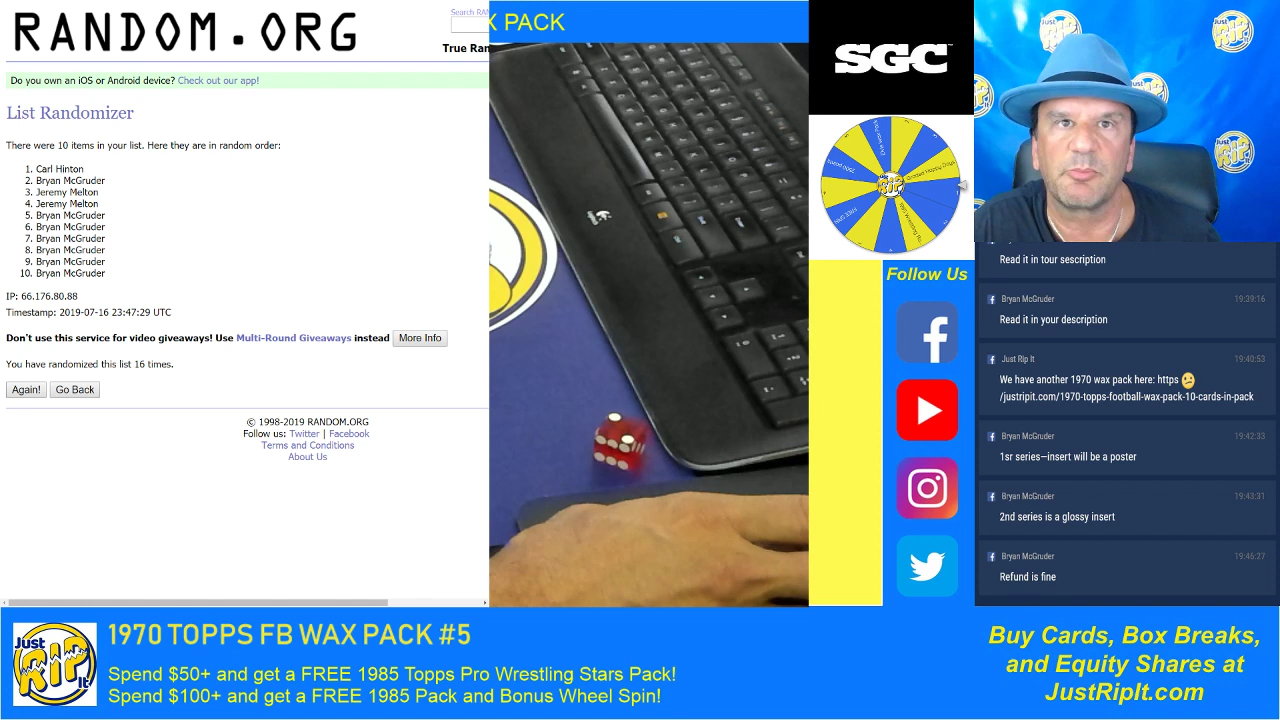 RANDOM.ORG
Search RAN
True Ran
Do you own an iOS or Android device? Check out our app!
List Randomizer
There were 10 items in your list. Here they are in random order:
1. Carl Hinton
2. Bryan McGruder
3. Jeremy Melton
4. Jeremy Melton
5. Bryan McGruder
6. Bryan McGruder
7. Bryan McGruder
8. Bryan McGruder
9. Bryan McGruder
10. Bryan McGruder
IP: 66.176.80.88
Timestamp: 2019-07-16 23:47:29 UTC
Don't use this service for video giveaways! Use Multi-Round Giveaways instead More Info
You have randomized this list 16 times.
Again! Go Back
© 1998-2019 RANDOM.ORG
Follow us: Twitter | Facebook
Terms and Conditions
About Us
X PACK
SGC
FREE SPIN
Follow Us
Read it in tour sescription
Bryan McGruder 19:39:16
Read it in your description
Just Rip It 19:40:53
We have another 1970 wax pack here: https
/justripit.com/1970-topps-football-wax-pack-10-cards-in-pack
Bryan McGruder 19:42:33
1sr series—insert will be a poster
Bryan McGruder 19:43:31
2nd series is a glossy insert
Bryan McGruder 19:46:27
Refund is fine
Just
RIP
It
1970 TOPPS FB WAX PACK #5
Spend $50+ and get a FREE 1985 Topps Pro Wrestling Stars Pack!
Spend $100+ and get a FREE 1985 Pack and Bonus Wheel Spin!
Buy Cards, Box Breaks,
and Equity Shares at
JustRipIt.com